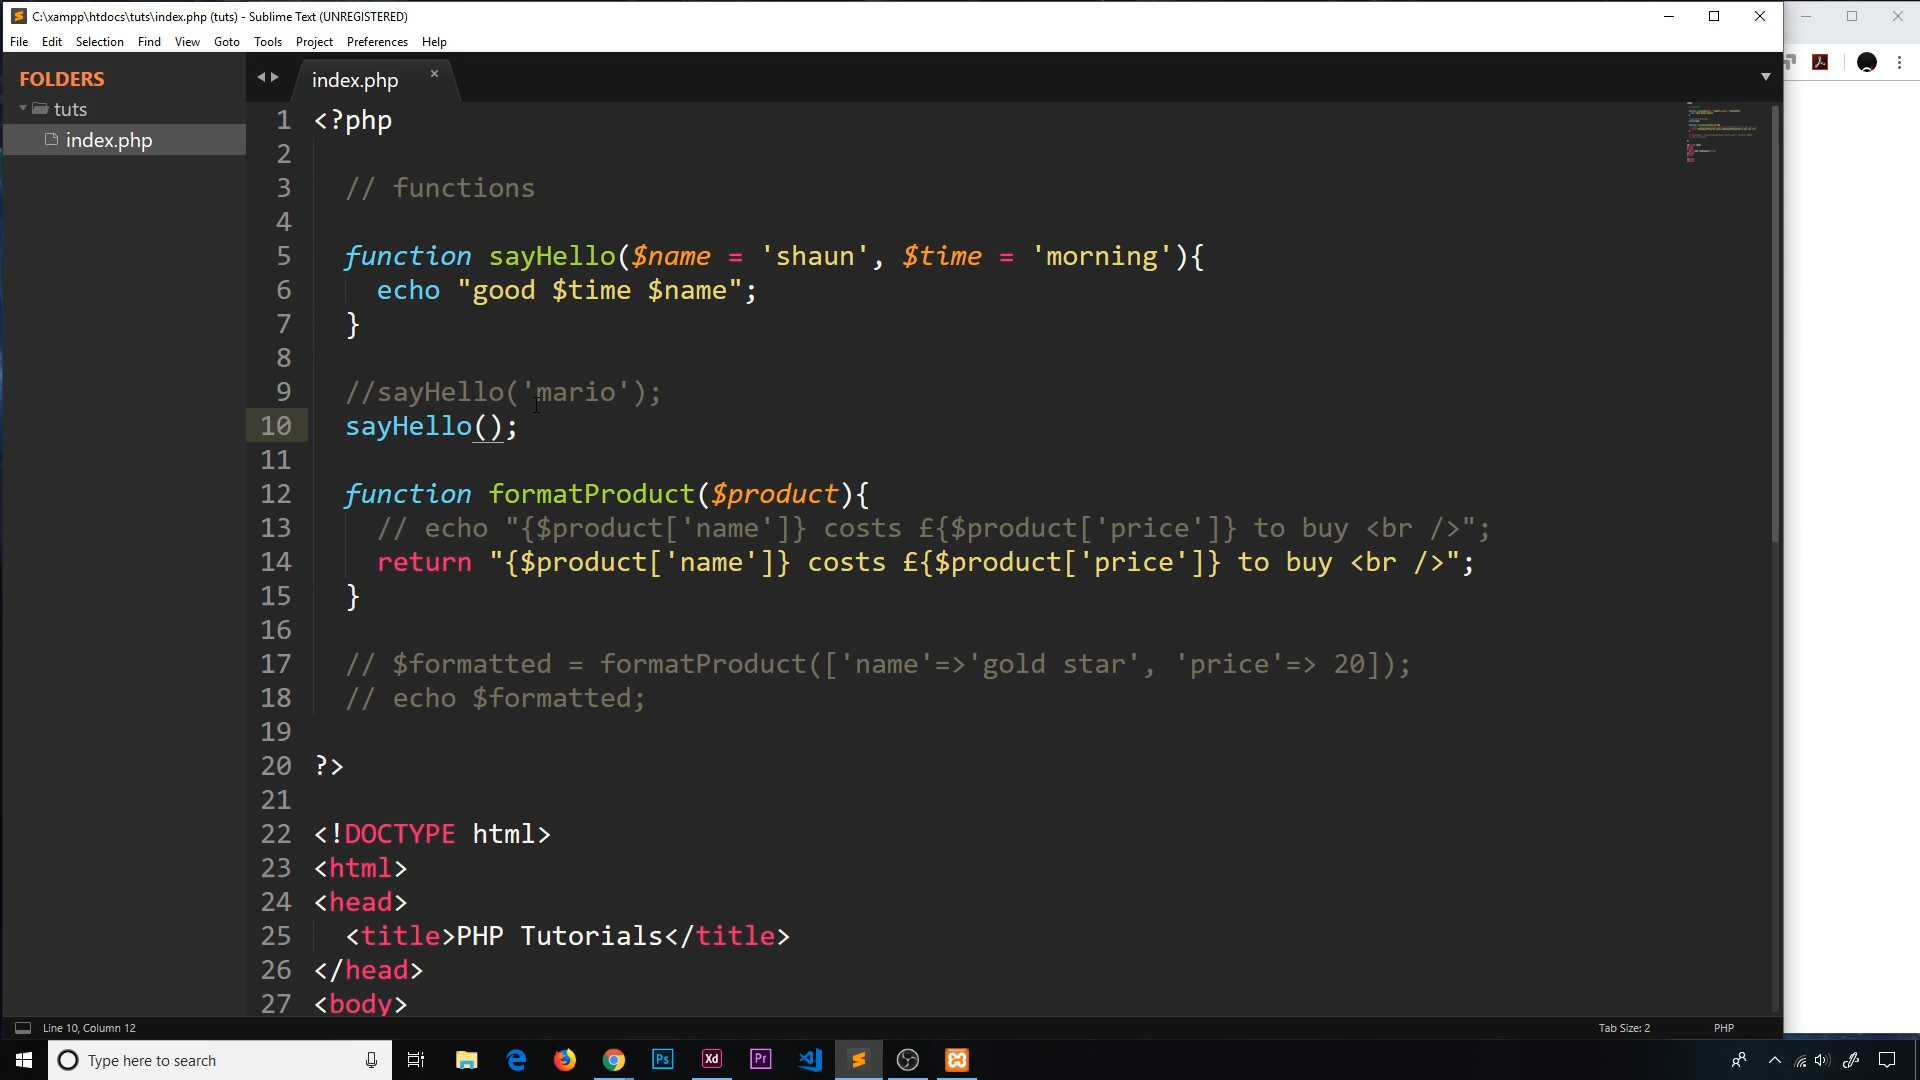 C:\xampp\htdocs\tuts\index.php (tuts) - Sublime Text (UNREGISTERED)
File Edit Selection Find View Goto Tools Project Preferences Help
FOLDERS
tuts
index.php
index.php ×
1 <?php
2
3 // functions
4
5 function sayHello($name = 'shaun', $time = 'morning'){
6 echo "good $time $name";
7 }
8
9 //sayHello('mario');
10 sayHello();
11
12 function formatProduct($product){
13 // echo "{$product['name']} costs £{$product['price']} to buy <br />";
14 return "{$product['name']} costs £{$product['price']} to buy <br />";
15 }
16
17 // $formatted = formatProduct(['name'=>'gold star', 'price'=> 20]);
18 // echo $formatted;
19
20 ?>
21
22 <!DOCTYPE html>
23 <html>
24 <head>
25 <title>PHP Tutorials</title>
26 </head>
27 <body>
Line 10, Column 12 Tab Size: 2 PHP
Type here to search Ps Xd Pr